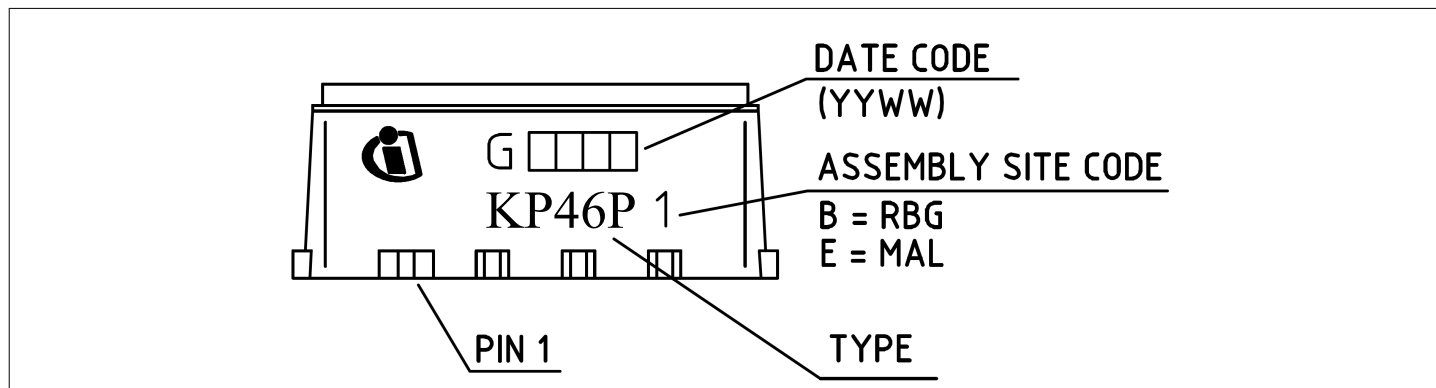 DATE CODE
(YYWW)
G
ASSEMBLY SITE CODE
KP46P 1
B = RBG
E = MAL
PIN 1
TYPE